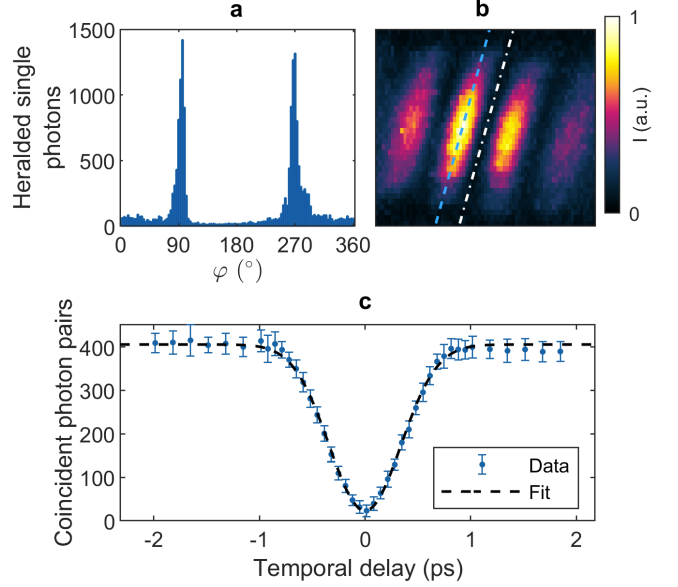 a
b
1500
1000
500
0
Heralded single
photons
0 90 180 270 360
φ (°)
1
0
I (a.u.)
c
400
300
200
100
0
Coincident photon pairs
Data
Fit
-2 -1 0 1 2
Temporal delay (ps)